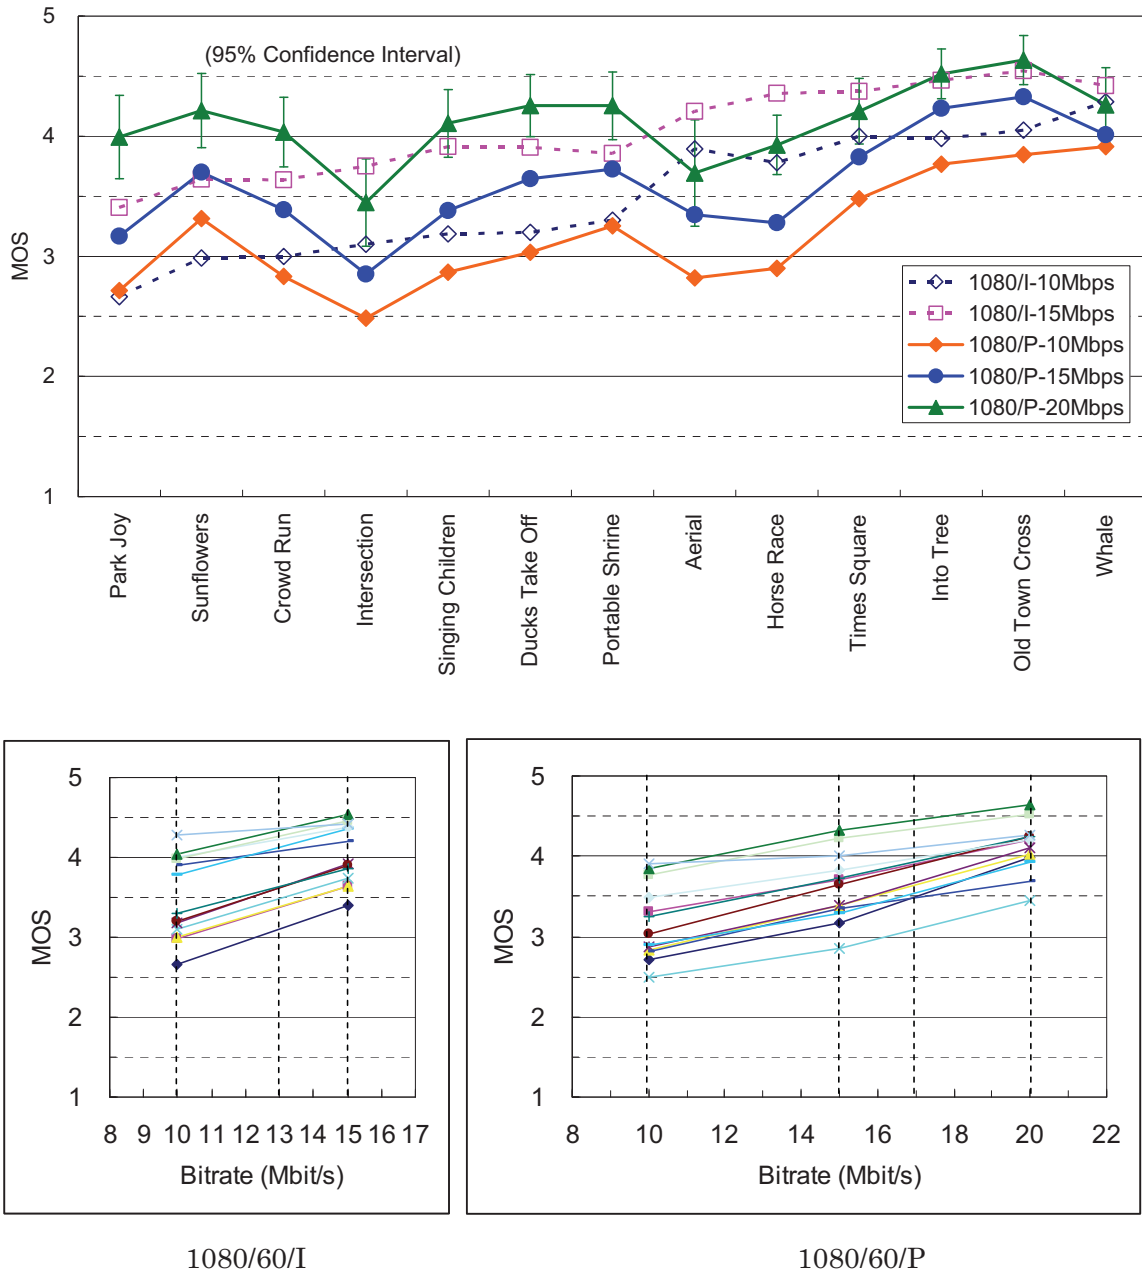 5
(95% Confidence Interval)
4
3
MOS
2
1
1080/I-10Mbps
1080/I-15Mbps
1080/P-10Mbps
1080/P-15Mbps
1080/P-20Mbps
Park Joy
Sunflowers
Crowd Run
Intersection
Singing Children
Ducks Take Off
Portable Shrine
Aerial
Horse Race
Times Square
Into Tree
Old Town Cross
Whale
5
4
3
2
1
MOS
8 9 10 11 12 13 14 15 16 17
Bitrate (Mbit/s)
5
4
3
2
1
MOS
8 10 12 14 16 18 20 22
Bitrate (Mbit/s)
1080/60/I
1080/60/P